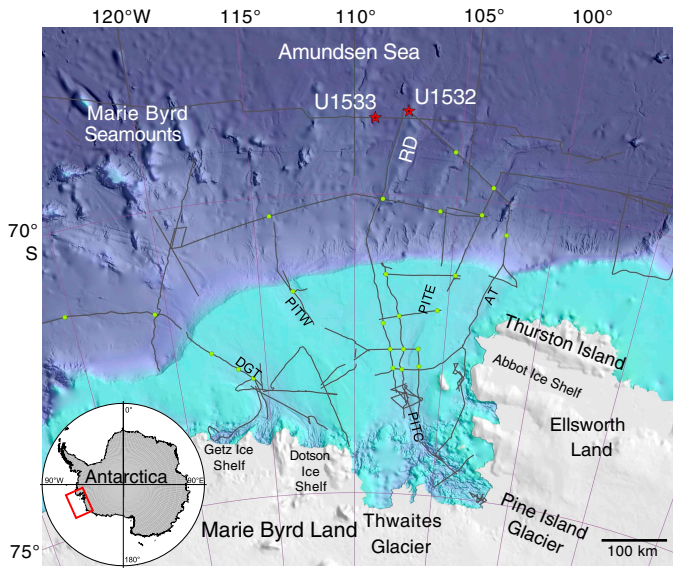 120°W 115° 110° 105° 100°
Amundsen Sea
U1533
U1532
Marie Byrd
Seamounts
RD
70°
S
PITW
PITE
AT
Thurston Island
DGT
Abbot Ice Shelf
PITC
Ellsworth
Land
Getz Ice
Shelf
Dotson
Ice
Shelf
0°
Antarctica
90°W
90°E
180°
Marie Byrd Land
Thwaites
Glacier
Pine Island
Glacier
75°
100 km